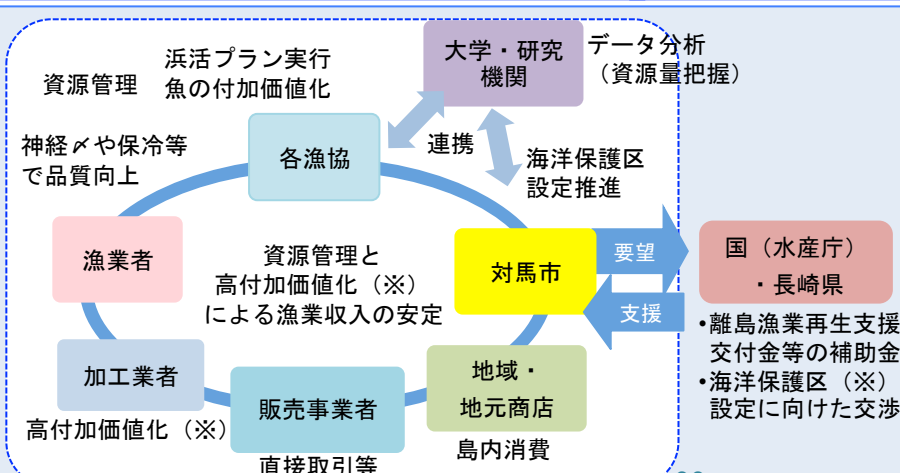 資源管理
浜活プラン実行
魚の付加価値化
大学・研究
機関
データ分析
（資源量把握）
神経〆や保冷等
で品質向上
各漁協
連携
海洋保護区
設定推進
漁業者
資源管理と
高付加価値化（※）
による漁業収入の安定
対馬市
要望
支援
国（水産庁）
・長崎県
•離島漁業再生支援
交付金等の補助金
•海洋保護区（※）
設定に向けた交渉
加工業者
高付加価値化（※）
販売事業者
直接取引等
地域・
地元商店
島内消費